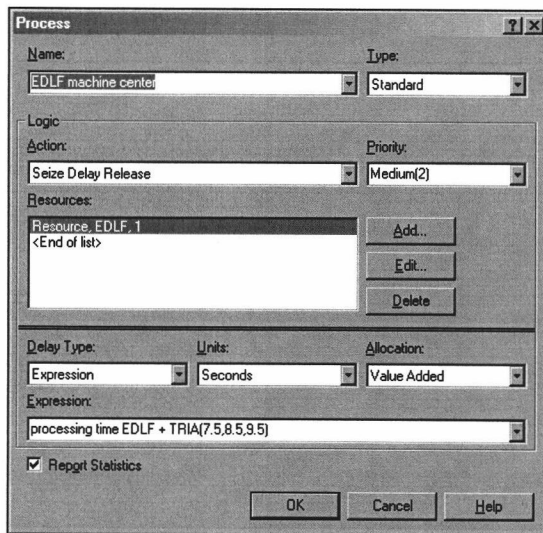 Process
Name:
Type:
EDLF machine center
Standard
Logic
Action:
Priority:
Seize Delay Release
Medium(2)
Resources:
Resource, EDLF, 1
<End of list>
Add...
Edit...
Delete
Delay Type:
Units:
Allocation:
Expression
Seconds
Value Added
Expression:
processing time EDLF + TRIA(7.5,8.5,9.5)
Report Statistics
OK
Cancel
Help